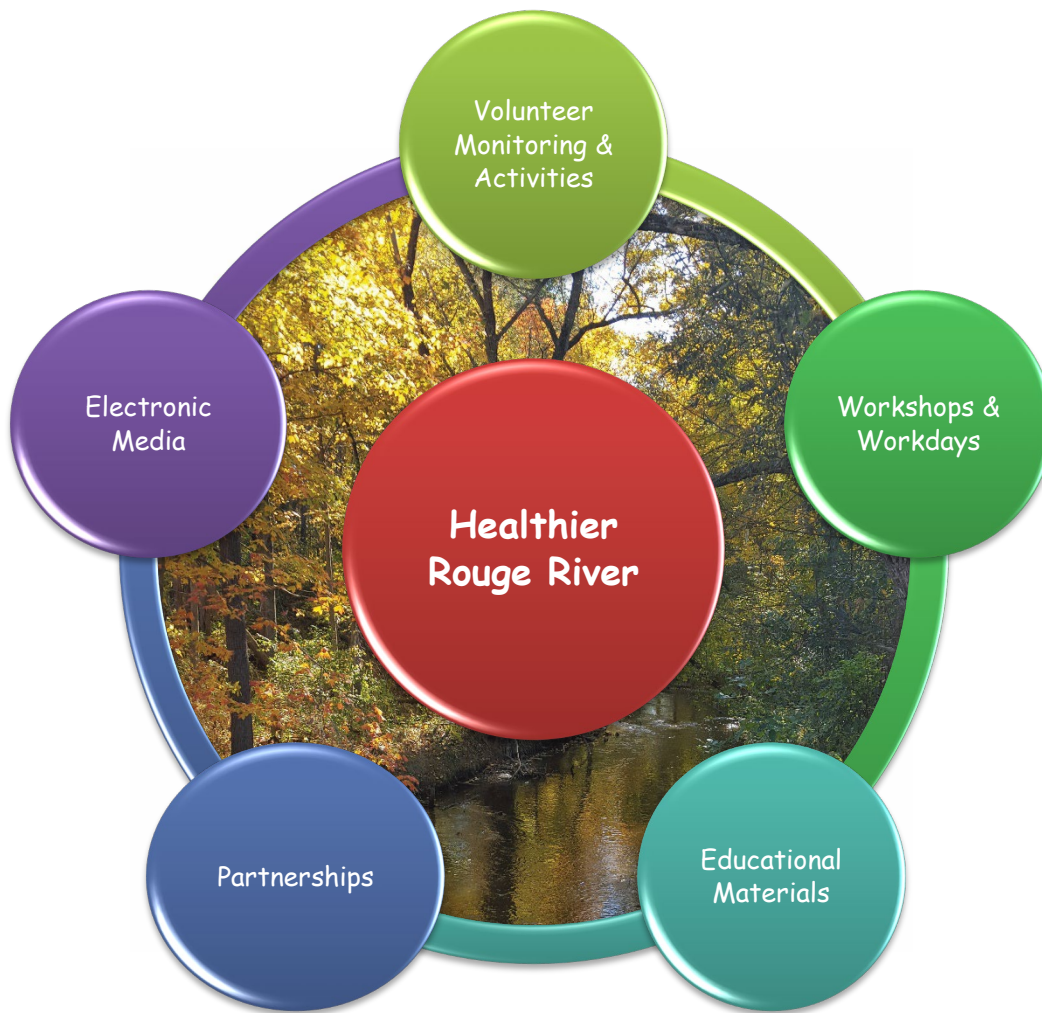 Volunteer
Monitoring &
Activities
Electronic
Media
Workshops &
Workdays
Healthier
Rouge River
Partnerships
Educational
Materials